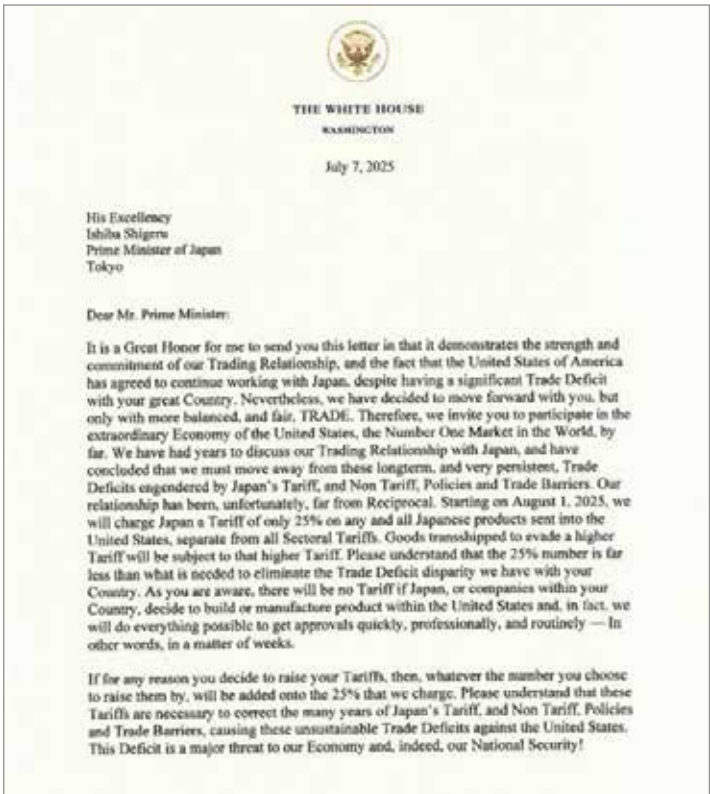 THE WHITE HOUSE
WASHINGTON
July 7, 2025
His Excellency
Ishiba Shigeru
Prime Minister of Japan
Tokyo
Dear Mr. Prime Minister:
It is a Great Honor for me to send you this letter in that it demonstrates the strength and
commitment of our Trading Relationship, and the fact that the United States of America
has agreed to continue working with Japan, despite having a significant Trade Deficit
with your great Country. Nevertheless, we have decided to move forward with you, but
only with more balanced, and fair, TRADE. Therefore, we invite you to participate in the
extraordinary Economy of the United States, the Number One Market in the World, by
far. We have had years to discuss our Trading Relationship with Japan, and have
concluded that we must move away from these longterm, and very persistent, Trade
Deficits engendered by Japan's Tariff, and Non Tariff, Policies and Trade Barriers. Our
relationship has been, unfortunately, far from Reciprocal. Starting on August 1, 2025, we
will charge Japan a Tariff of only 25% on any and all Japanese products sent into the
United States, separate from all Sectoral Tariffs. Goods transshipped to evade a higher
Tariff will be subject to that higher Tariff. Please understand that the 25% number is far
less than what is needed to eliminate the Trade Deficit disparity we have with your
Country. As you are aware, there will be no Tariff if Japan, or companies within your
Country, decide to build or manufacture product within the United States and, in fact, we
will do everything possible to get approvals quickly, professionally, and routinely — In
other words, in a matter of weeks.
If for any reason you decide to raise your Tariffs, then, whatever the number you choose
to raise them by, will be added onto the 25% that we charge. Please understand that these
Tariffs are necessary to correct the many years of Japan's Tariff, and Non Tariff, Policies
and Trade Barriers, causing these unsustainable Trade Deficits against the United States.
This Deficit is a major threat to our Economy and, indeed, our National Security!